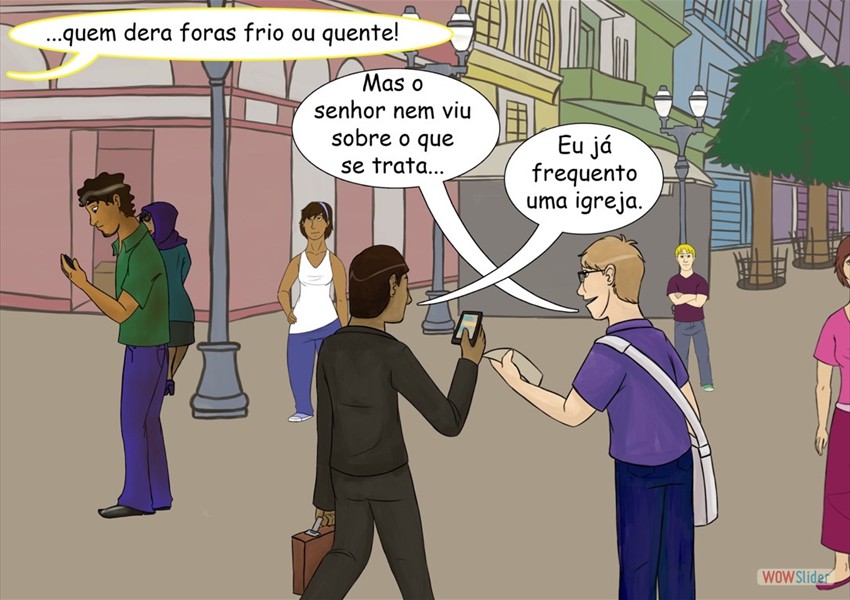 ...quem dera foras frio ou quente!
Mas o
senhor nem viu
sobre o que
se trata...
Eu já
frequento
uma igreja.
WOWSlider